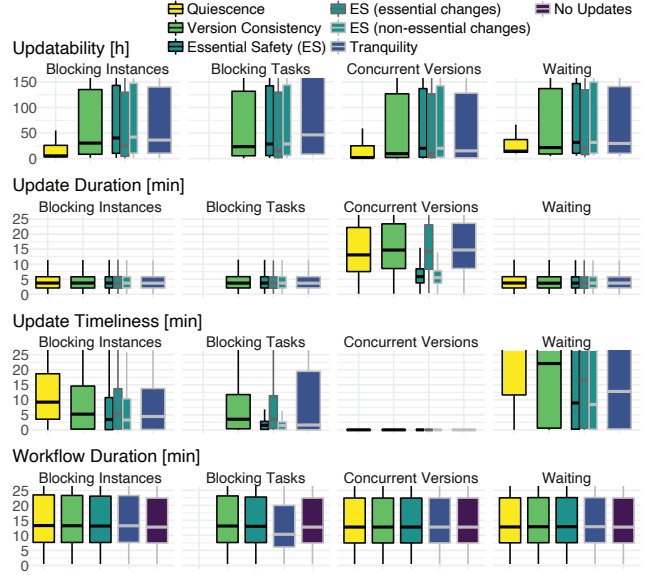 Quiescence ES (essential changes) No Updates
Version Consistency ES (non-essential changes)
Essential Safety (ES) Tranquility
Updatability [h]
Blocking Instances Blocking Tasks Concurrent Versions Waiting
150
100
50
0
Update Duration [min]
Blocking Instances Blocking Tasks Concurrent Versions Waiting
25
20
15
10
5
0
Update Timeliness [min]
Blocking Instances Blocking Tasks Concurrent Versions Waiting
25
20
15
10
5
0
Workflow Duration [min]
Blocking Instances Blocking Tasks Concurrent Versions Waiting
25
20
15
10
5
0